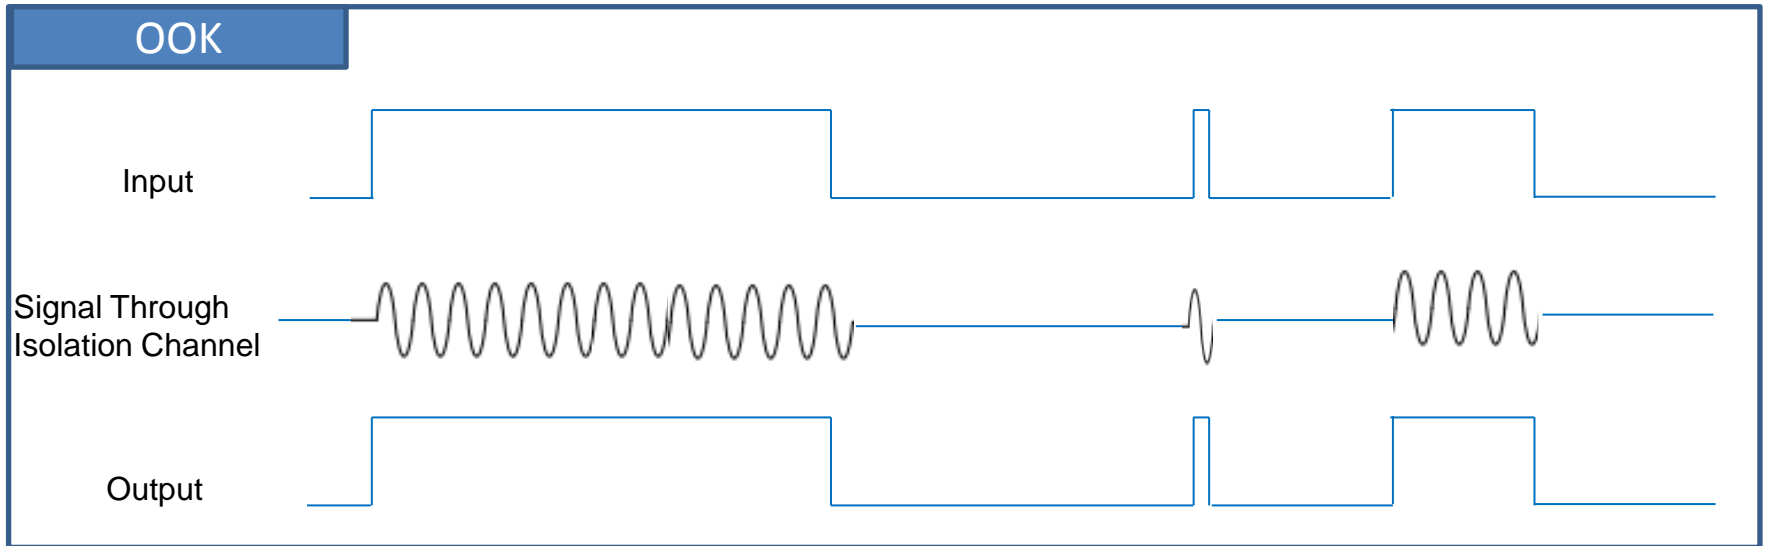 OOK
Input
Signal Through
Isolation Channel
Output